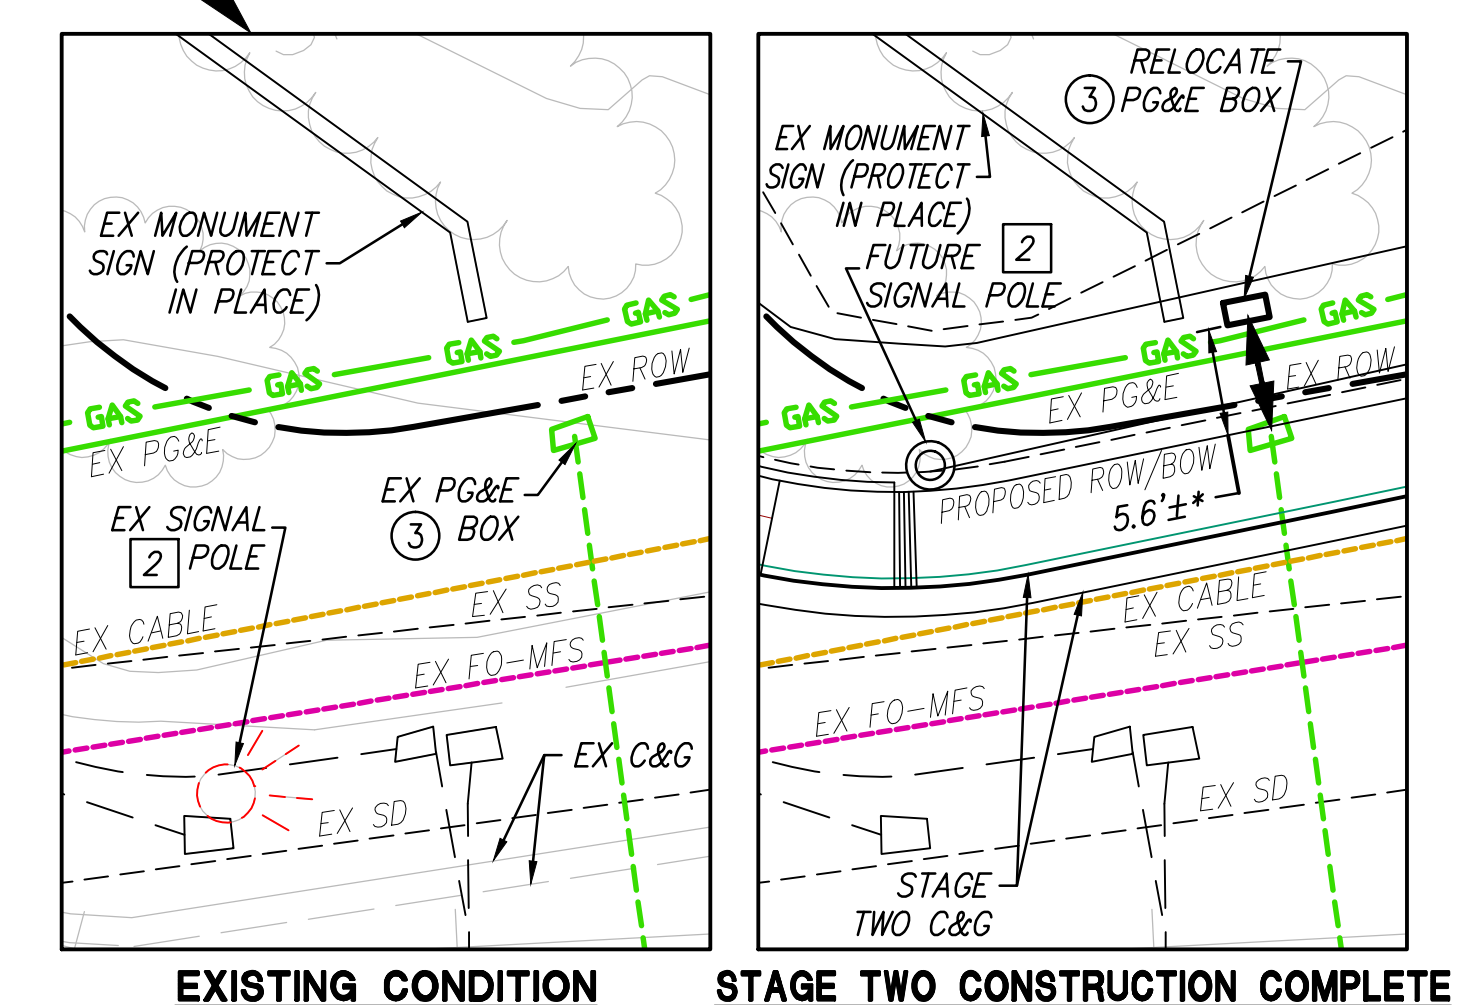 EX MONUMENT
SIGN (PROTECT
IN PLACE)
GAS
GAS
GAS
GAS
EX ROW
EX PG&E
EX PG&E
3 BOX
EX SIGNAL
2 POLE
EX SS
EX CABLE
EX FO-MFS
EX C&G
EX SD
EXISTING CONDITION
RELOCATE
3 PG&E BOX
EX MONUMENT
SIGN (PROTECT
IN PLACE)
FUTURE 2
SIGNAL POLE
GAS
GAS
GAS
GAS
EX ROW
EX PG&E
PROPOSED ROW/BOW
5.6'±*
EX CABLE
EX SS
EX FO-MFS
EX SD
STAGE
TWO C&G
STAGE TWO CONSTRUCTION COMPLETE